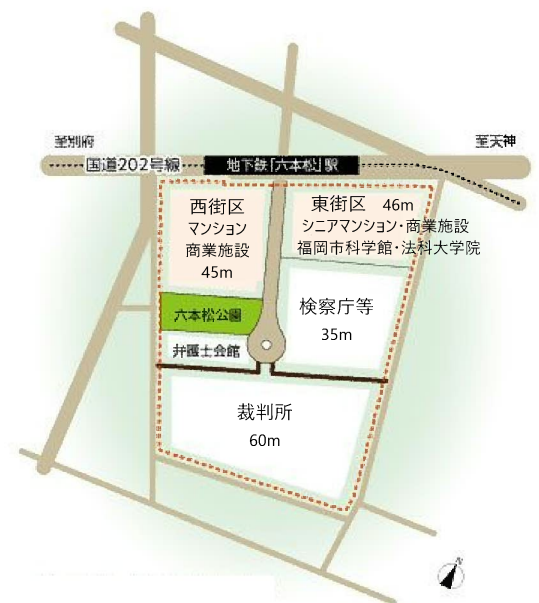 至別府
至天神
国道202号線
地下鉄「六本松」駅
西街区
マンション
商業施設
45m
東街区 46m
シニアマンション・商業施設
福岡市科学館・法科大学院
六本松公園
検察庁等
35m
弁護士会館
裁判所
60m
N